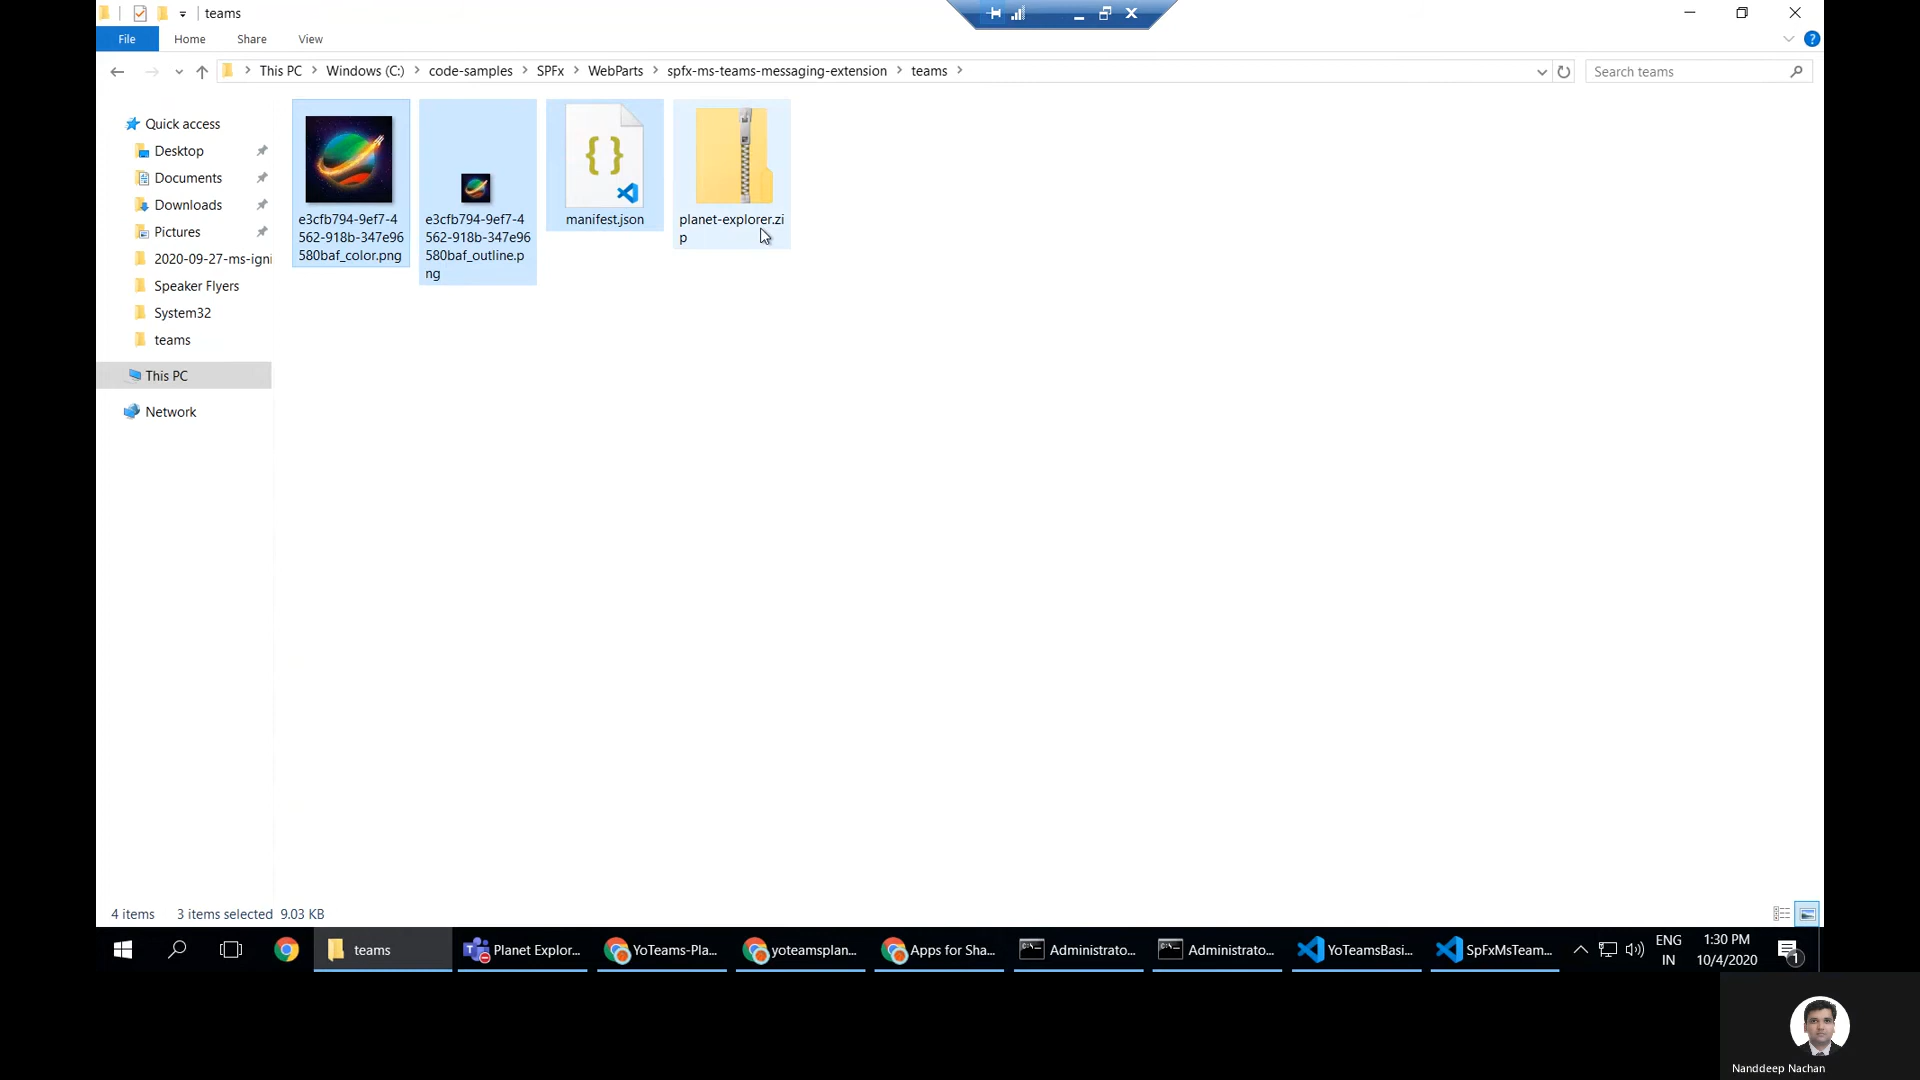 teams
File Home Share View
This PC Windows (C:) code-samples SPFx WebParts spfx-ms-teams-messaging-extension teams
Search teams
Quick access
Desktop
Documents
Downloads
Pictures
2020-09-27-ms-igni
Speaker Flyers
System32
teams
This PC
Network
e3cfb794-9ef7-4
562-918b-347e96
580baf_color.png
e3cfb794-9ef7-4
562-918b-347e96
580baf_outline.p
ng
{ }
manifest.json
planet-explorer.zi
p
4 items 3 items selected 9.03 KB
teams
Planet Explor...
YoTeams-Pla...
yoteamsplan...
Apps for Sha...
Administrato...
Administrato...
YoTeamsBasi...
SpFxMsTeam...
ENG
IN
1:30 PM
10/4/2020
1
Nanddeep Nachan